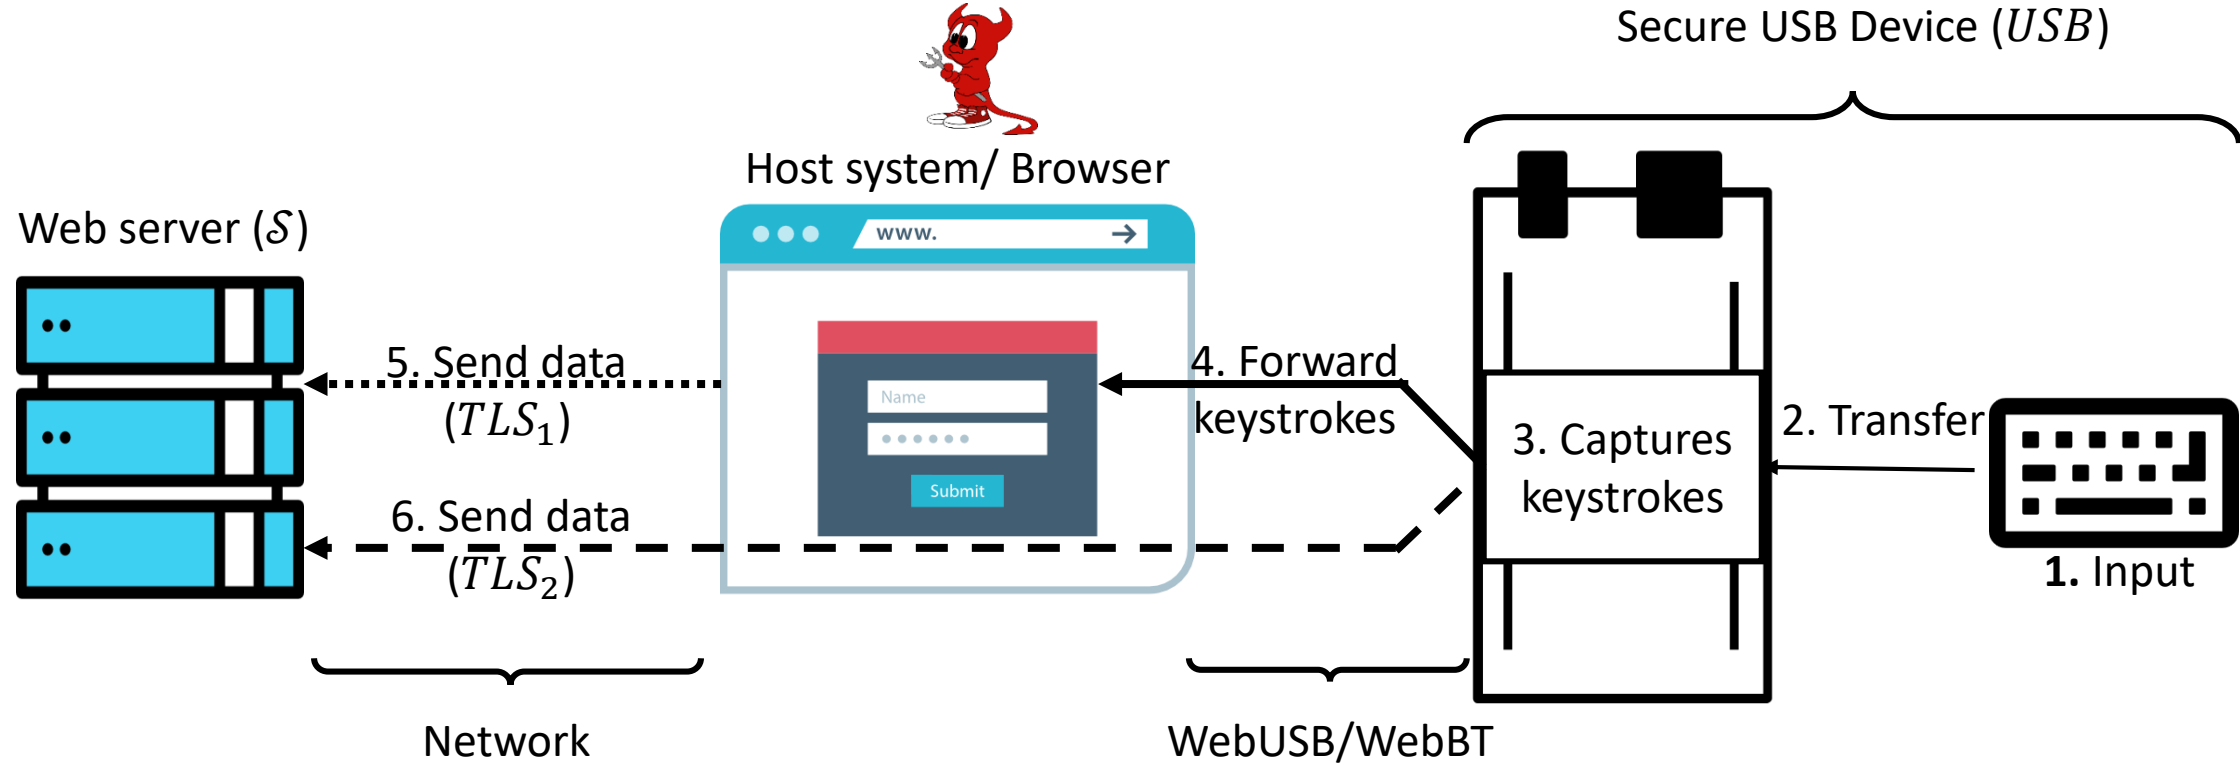 Secure USB Device (USB)
Host system/ Browser
Web server (𝒮)
www.
5. Send data
(TLS₁)
4. Forward
keystrokes
Name
Submit
3. Captures
keystrokes
2. Transfer
1. Input
6. Send data
(TLS₂)
Network
WebUSB/WebBT